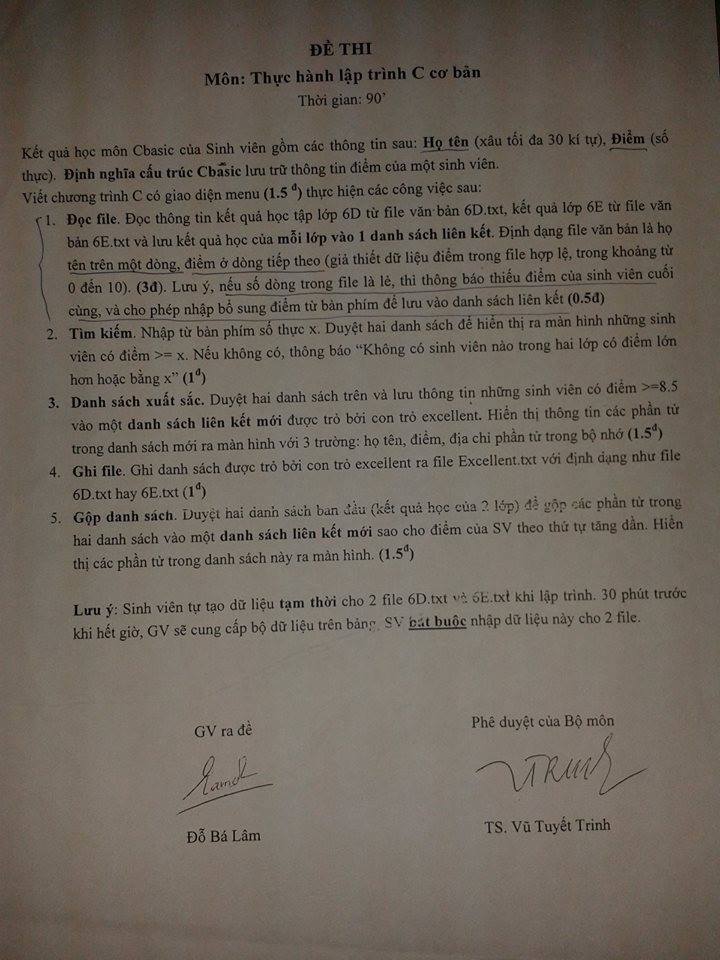 ĐỀ THI
Môn: Thực hành lập trình C cơ bản
Thời gian: 90’
Kết quả học môn Cbasic của Sinh viên gồm các thông tin sau: Họ tên (xâu tối đa 30 kí tự), Điểm (số
thực). Định nghĩa cấu trúc Cbasic lưu trữ thông tin điểm của một sinh viên.
Viết chương trình C có giao diện menu (1.5 đ) thực hiện các công việc sau:
1. Đọc file. Đọc thông tin kết quả học tập lớp 6D từ file văn bản 6D.txt, kết quả lớp 6E từ file văn
bản 6E.txt và lưu kết quả học của mỗi lớp vào 1 danh sách liên kết. Định dạng file văn bản là họ
tên trên một dòng, điểm ở dòng tiếp theo (giả thiết dữ liệu điểm trong file hợp lệ, trong khoảng từ
0 đến 10). (3đ). Lưu ý, nếu số dòng trong file là lẻ, thì thông báo thiếu điểm của sinh viên cuối
cùng, và cho phép nhập bổ sung điểm từ bàn phím để lưu vào danh sách liên kết (0.5đ)
2. Tìm kiếm. Nhập từ bàn phím số thực x. Duyệt hai danh sách để hiển thị ra màn hình những sinh
viên có điểm >= x. Nếu không có, thông báo “Không có sinh viên nào trong hai lớp có điểm lớn
hơn hoặc bằng x” (1đ)
3. Danh sách xuất sắc. Duyệt hai danh sách trên và lưu thông tin những sinh viên có điểm >=8.5
vào một danh sách liên kết mới được trỏ bởi con trỏ excellent. Hiển thị thông tin các phần tử
trong danh sách mới ra màn hình với 3 trường: họ tên, điểm, địa chỉ phần tử trong bộ nhớ (1.5đ)
4. Ghi file. Ghi danh sách được trỏ bởi con trỏ excellent ra file Excellent.txt với định dạng như file
6D.txt hay 6E.txt (1đ)
5. Gộp danh sách. Duyệt hai danh sách ban đầu (kết quả học của 2 lớp) để gộp các phần tử trong
hai danh sách vào một danh sách liên kết mới sao cho điểm của SV theo thứ tự tăng dần. Hiển
thị các phần tử trong danh sách này ra màn hình. (1.5đ)
Lưu ý: Sinh viên tự tạo dữ liệu tạm thời cho 2 file 6D.txt và 6E.txt khi lập trình. 30 phút trước
khi hết giờ, GV sẽ cung cấp bộ dữ liệu trên bảng, SV bắt buộc nhập dữ liệu này cho 2 file.
GV ra đề
Phê duyệt của Bộ môn
Đỗ Bá Lâm
TS. Vũ Tuyết Trinh